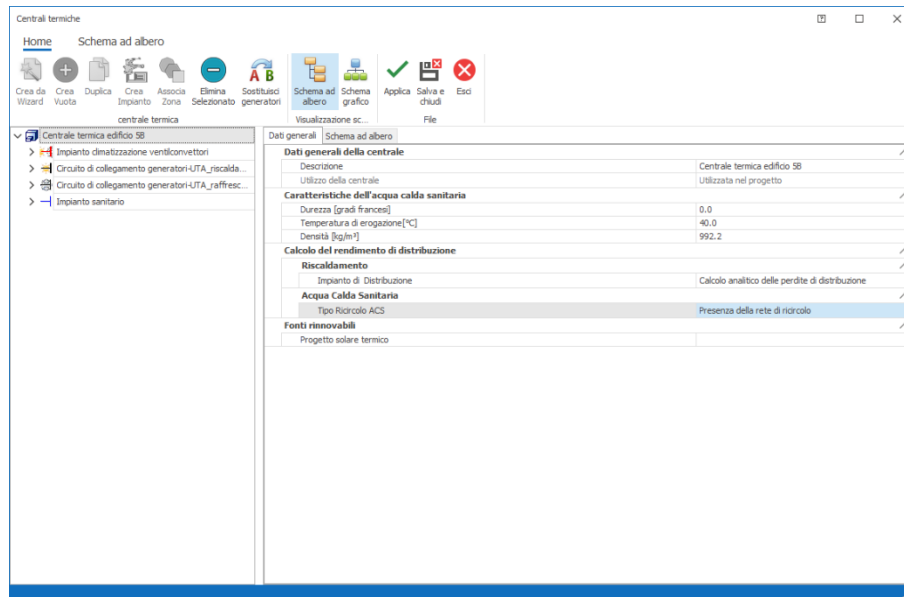 Centrali termiche
Home Schema ad albero
Crea da Wizard
Crea Vuota
Duplica
Crea Impianto
Associa Zona
Elimina Selezionato
Sostituisci generatori
A B
Schema ad albero
Schema grafico
Applica
Salva e chiudi
Esci
centrale termica
Visualizzazione sc...
File
Centrale termica edificio 5B
Impianto climatizzazione ventilconvettori
Circuito di collegamento generatori-UTA_riscalda...
Circuito di collegamento generatori-UTA_raffresc...
Impianto sanitario
Dati generali Schema ad albero
Dati generali della centrale
Descrizione Centrale termica edificio 5B
Utilizzo della centrale Utilizzata nel progetto
Caratteristiche dell'acqua calda sanitaria
Durezza [gradi francesi] 0.0
Temperatura di erogazione[°C] 40.0
Densità [kg/m³] 992.2
Calcolo del rendimento di distribuzione
Riscaldamento
Impianto di Distribuzione Calcolo analitico delle perdite di distribuzione
Acqua Calda Sanitaria
Tipo Ricircolo ACS Presenza della rete di ricircolo
Fonti rinnovabili
Progetto solare termico